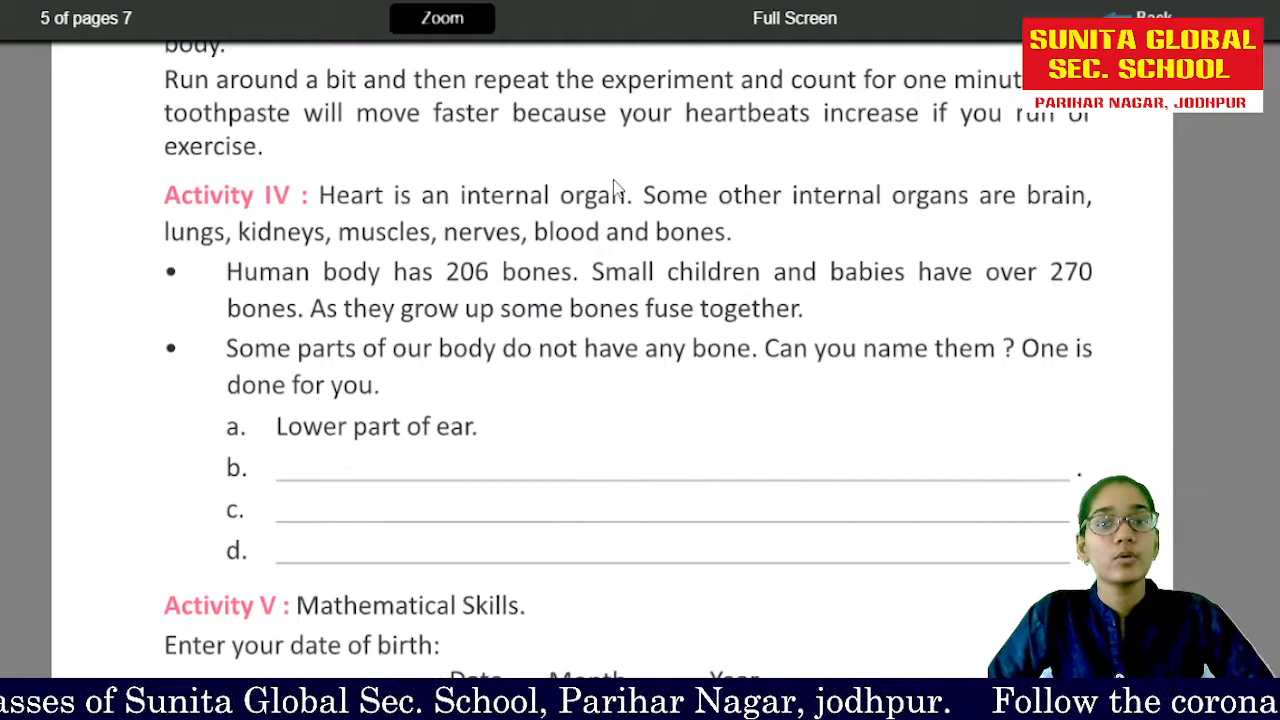 5 of pages 7
Zoom
Full Screen
Back
SUNITA GLOBAL
SEC. SCHOOL
PARIHAR NAGAR, JODHPUR
body.
Run around a bit and then repeat the experiment and count for one minut
toothpaste will move faster because your heartbeats increase if you run or
exercise.
Activity IV : Heart is an internal organ. Some other internal organs are brain,
lungs, kidneys, muscles, nerves, blood and bones.
• Human body has 206 bones. Small children and babies have over 270
bones. As they grow up some bones fuse together.
• Some parts of our body do not have any bone. Can you name them ? One is
done for you.
a. Lower part of ear.
b. .
c.
d.
Activity V : Mathematical Skills.
Enter your date of birth:
Date Month Year
asses of Sunita Global Sec. School, Parihar Nagar, jodhpur. Follow the corona